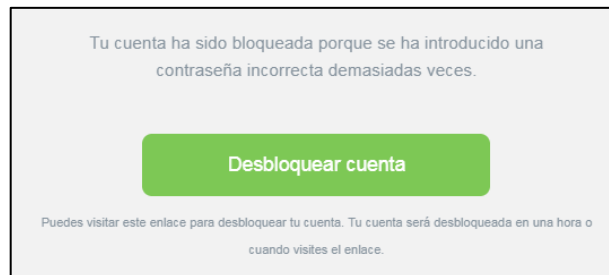 Tu cuenta ha sido bloqueada porque se ha introducido una
contraseña incorrecta demasiadas veces.
Desbloquear cuenta
Puedes visitar este enlace para desbloquear tu cuenta. Tu cuenta será desbloqueada en una hora o
cuando visites el enlace.